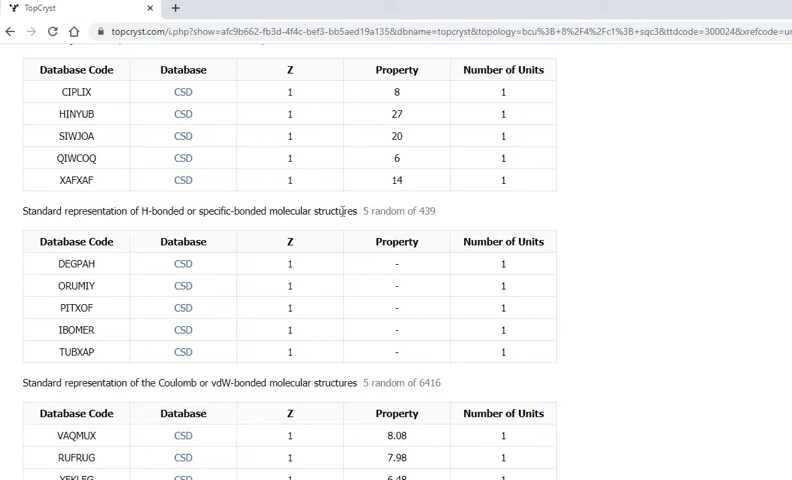 TopCryst
topcryst.com/i.php?show=afc9b662-fb3d-4f4c-bef3-bb5aed19a135&dbname=topcryst&topology=bcu%3B+8%2F4%2Fc1%3B+sqc3&ttdcode=300024&xrefcode=un
Database Code Database Z Property Number of Units
CIPLIX CSD 1 8 1
HINYUB CSD 1 27 1
SIWJOA CSD 1 20 1
QIWCOQ CSD 1 6 1
XAFXAF CSD 1 14 1
Standard representation of H-bonded or specific-bonded molecular structures 5 random of 439
Database Code Database Z Property Number of Units
DEGPAH CSD 1 - 1
ORUMIY CSD 1 - 1
PITXOF CSD 1 - 1
IBOMER CSD 1 - 1
TUBXAP CSD 1 - 1
Standard representation of the Coulomb or vdW-bonded molecular structures 5 random of 6416
Database Code Database Z Property Number of Units
VAQMUX CSD 1 8.08 1
RUFRUG CSD 1 7.98 1
CSD 1 6.48 1